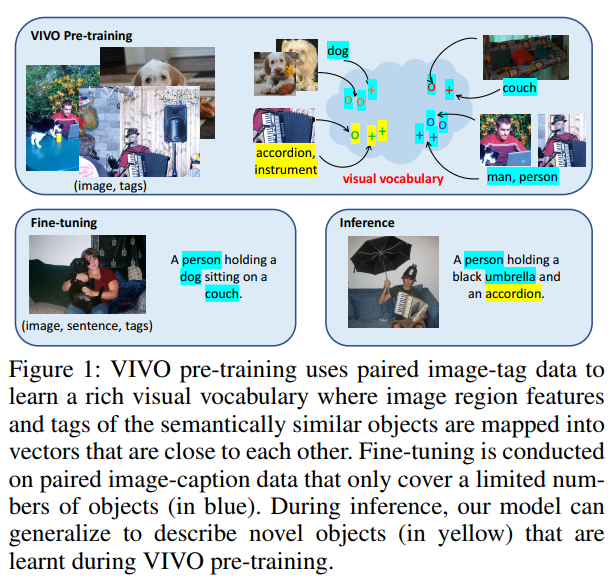 VIVO Pre-training
dog
couch
accordion,
instrument
visual vocabulary
man, person
(image, tags)
Fine-tuning
A person holding a
dog sitting on a
couch.
(image, sentence, tags)
Inference
A person holding a
black umbrella and
an accordion.
Figure 1: VIVO pre-training uses paired image-tag data to
learn a rich visual vocabulary where image region features
and tags of the semantically similar objects are mapped into
vectors that are close to each other. Fine-tuning is conducted
on paired image-caption data that only cover a limited num-
bers of objects (in blue). During inference, our model can
generalize to describe novel objects (in yellow) that are
learnt during VIVO pre-training.